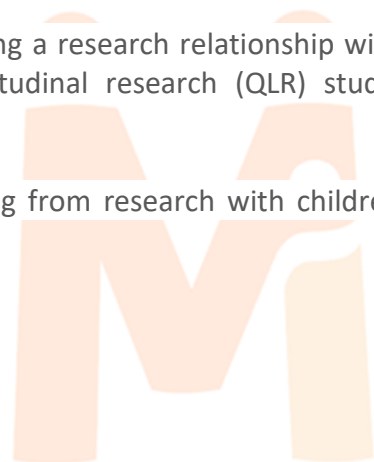 ng a research relationship wi
tudinal research (QLR) stud
g from research with childre